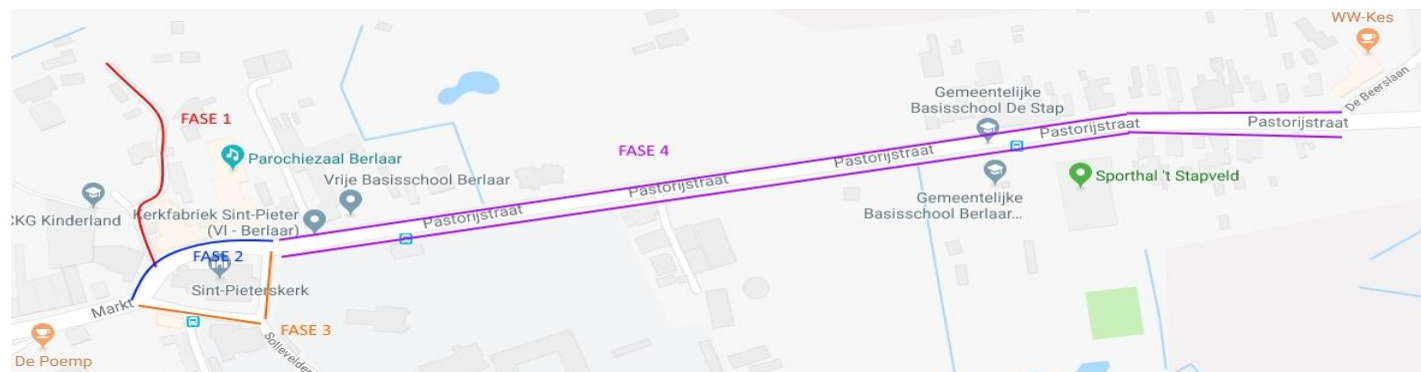 WW-Kes
De Beerslaan
Gemeentelijke
Basisschool De Stap
FASE 1
Pastorijstraat
Pastorijstraat
FASE 4
Parochiezaal Berlaar
Pastorijstraat
Vrije Basisschool Berlaar
Pastorijstraat
Sporthal 't Stapveld
CKG Kinderland
Kerkfabriek Sint-Pieter
(VI - Berlaar)
Pastorijstraat
Gemeentelijke
Basisschool Berlaar...
FASE 2
Sint-Pieterskerk
Markt
FASE 3
Sollevelden
De Poemp